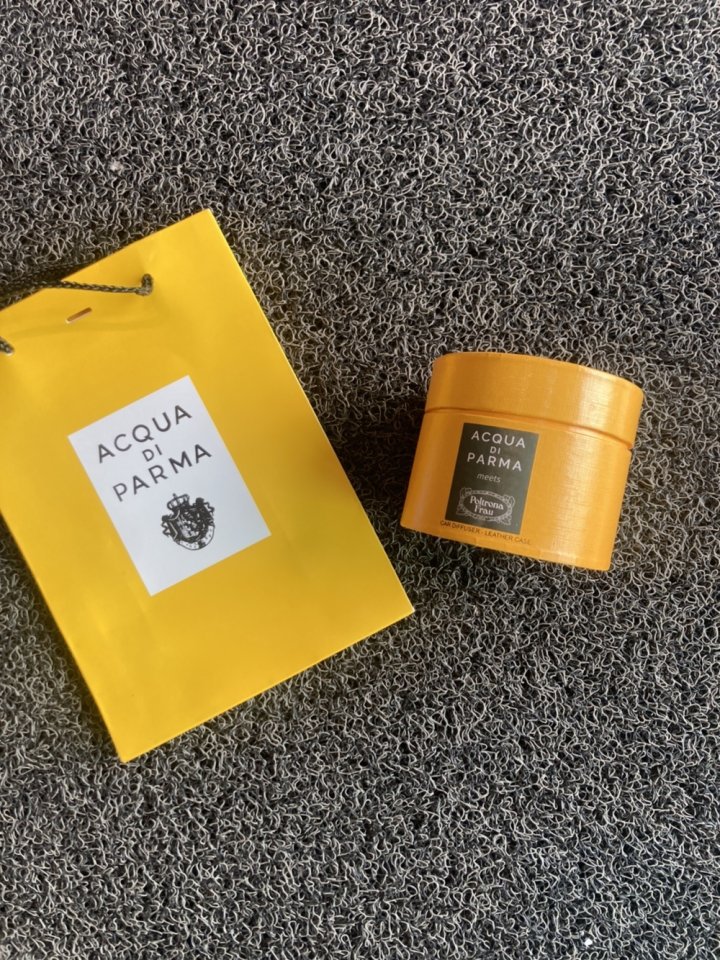 ACQUA
DI
PARMA
ACQUA
DI
PARMA
meets
Poltrona
Frau
CAR DIFFUSER - LEATHER CASE